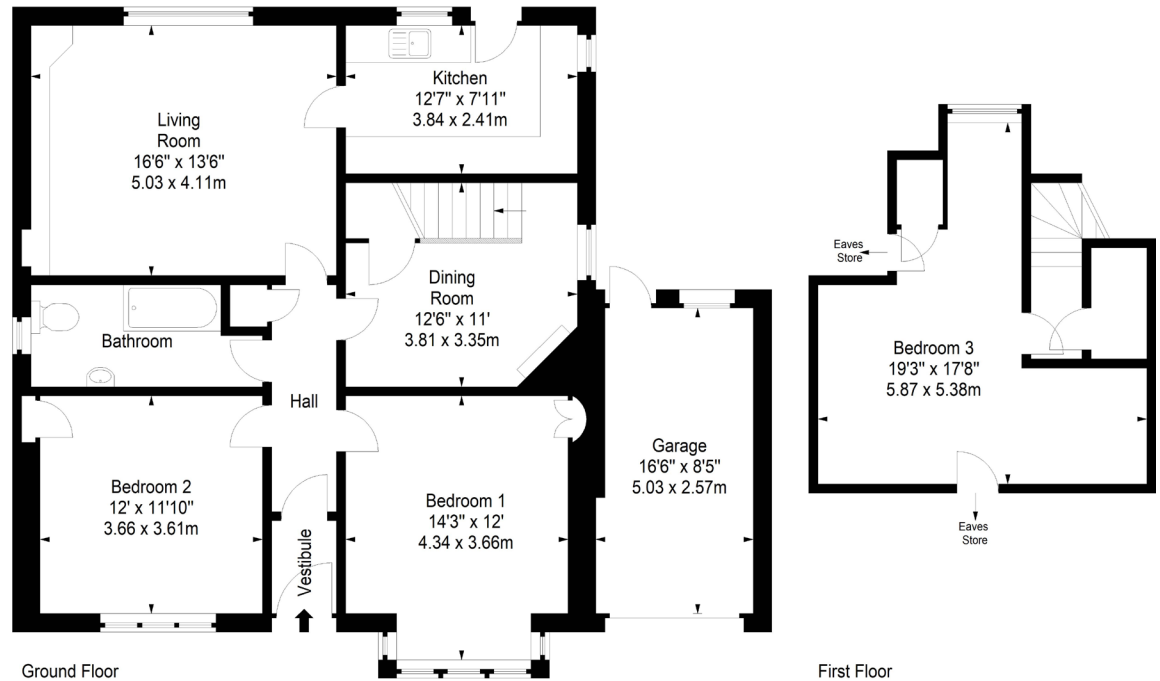 Kitchen
12'7" x 7'11"
3.84 x 2.41m
Living
Room
16'6" x 13'6"
5.03 x 4.11m
Dining
Room
12'6" x 11'
3.81 x 3.35m
Bathroom
Hall
Bedroom 2
12' x 11'10"
3.66 x 3.61m
Vestibule
Bedroom 1
14'3" x 12'
4.34 x 3.66m
Garage
16'6" x 8'5"
5.03 x 2.57m
Ground Floor
Eaves
Store
Bedroom 3
19'3" x 17'8"
5.87 x 5.38m
Eaves
Store
First Floor